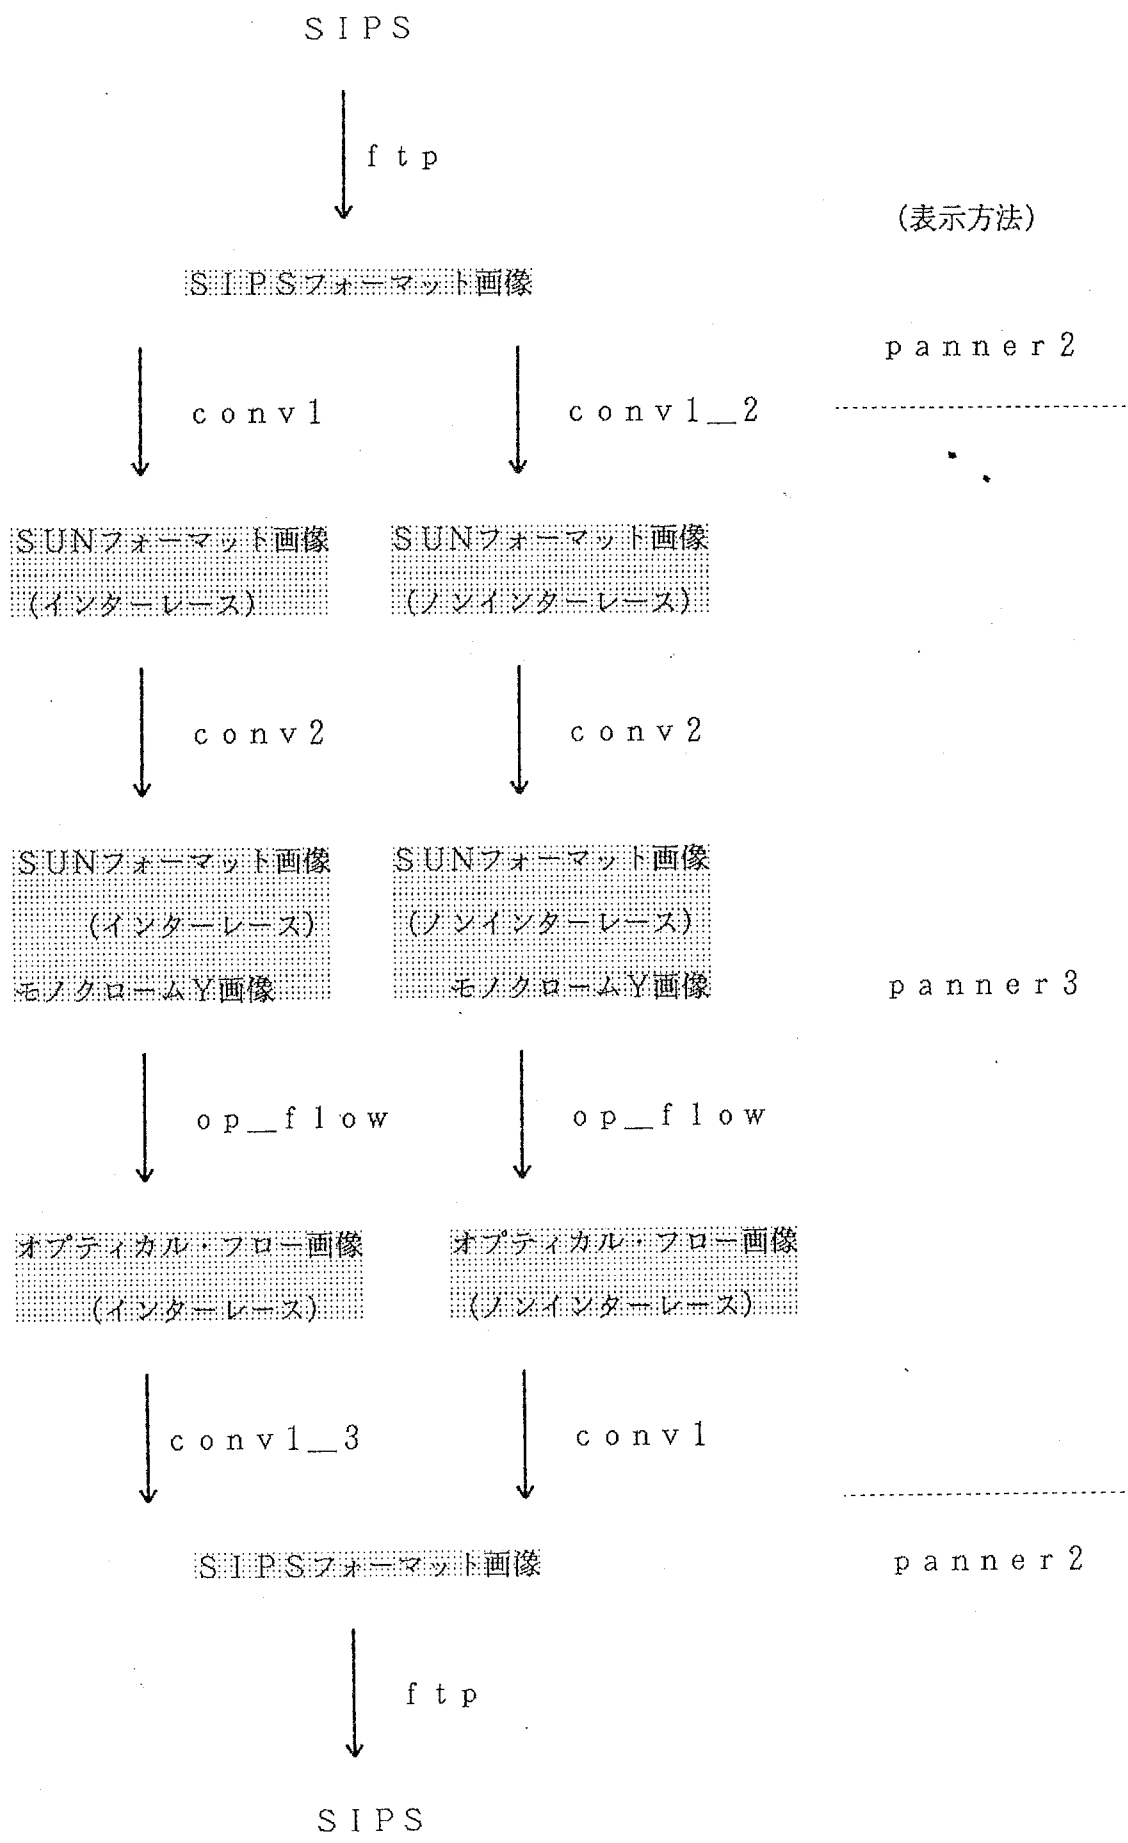 ＳＩＰＳ
ｆｔｐ
(表示方法)
ＳＩＰＳフォーマット画像
ｐａｎｎｅｒ２
ｃｏｎｖ１
ｃｏｎｖ１＿２
ＳＵＮフォーマット画像
(インターレース)
ＳＵＮフォーマット画像
(ノンインターレース)
ｃｏｎｖ２
ｃｏｎｖ２
ＳＵＮフォーマット画像
(インターレース)
モノクロームＹ画像
ＳＵＮフォーマット画像
(ノンインターレース)
モノクロームＹ画像
ｐａｎｎｅｒ３
ｏｐ＿ｆｌｏｗ
ｏｐ＿ｆｌｏｗ
オプティカル・フロー画像
(インターレース)
オプティカル・フロー画像
(ノンインターレース)
ｃｏｎｖ１＿３
ｃｏｎｖ１
ＳＩＰＳフォーマット画像
ｐａｎｎｅｒ２
ｆｔｐ
ＳＩＰＳ